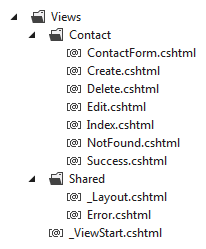 Views
Contact
ContactForm.cshtml
Create.cshtml
Delete.cshtml
Edit.cshtml
Index.cshtml
NotFound.cshtml
Success.cshtml
Shared
_Layout.cshtml
Error.cshtml
_ViewStart.cshtml